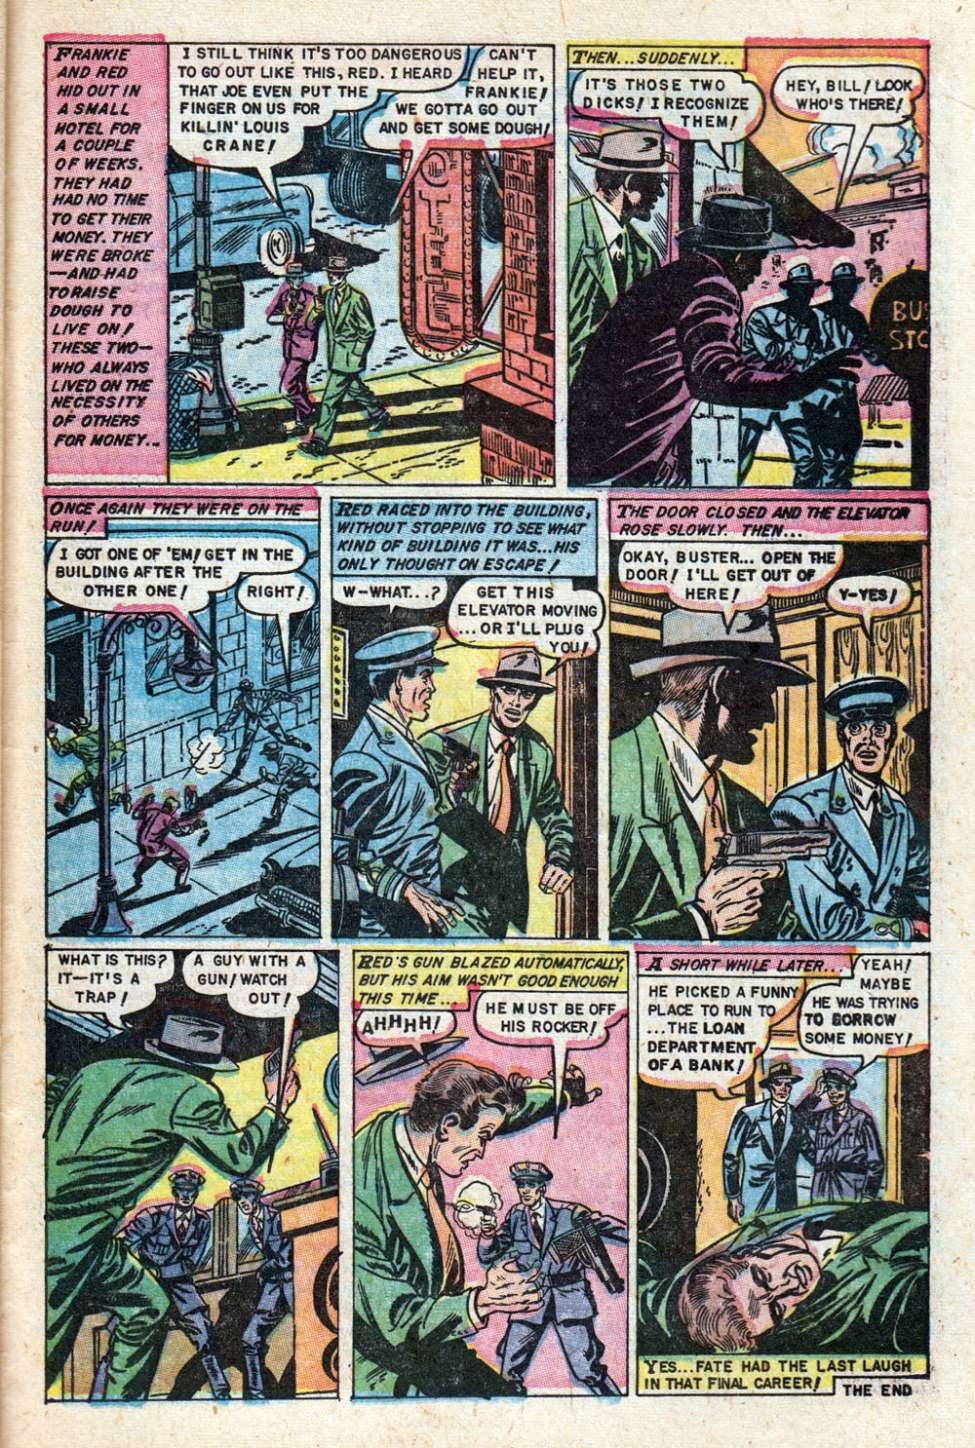 FRANKIE
AND RED
HID OUT IN
A SMALL
HOTEL FOR
A COUPLE
OF WEEKS.
THEY HAD
HAD NO TIME
TO GET THEIR
MONEY. THEY
WERE BROKE
—AND HAD
TO RAISE
DOUGH TO
LIVE ON!
THESE TWO—
WHO ALWAYS
LIVED ON THE
NECESSITY
OF OTHERS
FOR MONEY...
I STILL THINK IT'S TOO DANGEROUS
TO GO OUT LIKE THIS, RED. I HEARD
THAT JOE EVEN PUT THE
FINGER ON US FOR
KILLIN' LOUIS
CRANE!
CAN'T
HELP IT,
FRANKIE!
WE GOTTA GO OUT
AND GET SOME DOUGH!
THEN...SUDDENLY...
IT'S THOSE TWO
DICKS! I RECOGNIZE
THEM!
HEY, BILL! LOOK
WHO'S THERE!
BUS
STO
ONCE AGAIN THEY WERE ON THE
RUN!
I GOT ONE OF 'EM! GET IN THE
BUILDING AFTER THE
OTHER ONE!
RIGHT!
RED RACED INTO THE BUILDING,
WITHOUT STOPPING TO SEE WHAT
KIND OF BUILDING IT WAS...HIS
ONLY THOUGHT ON ESCAPE!
W-WHAT...?
GET THIS
ELEVATOR MOVING
...OR I'LL PLUG
YOU!
THE DOOR CLOSED AND THE ELEVATOR
ROSE SLOWLY. THEN...
OKAY, BUSTER... OPEN THE
DOOR! I'LL GET OUT OF
HERE!
Y-YES!
WHAT IS THIS?
IT—IT'S A
TRAP!
A GUY WITH A
GUN! WATCH
OUT!
RED'S GUN BLAZED AUTOMATICALLY,
BUT HIS AIM WASN'T GOOD ENOUGH
THIS TIME...
AHHHH!
HE MUST BE OFF
HIS ROCKER!
A SHORT WHILE LATER...
HE PICKED A FUNNY
PLACE TO RUN TO
...THE LOAN
DEPARTMENT
OF A BANK!
YEAH!
MAYBE
HE WAS TRYING
TO BORROW
SOME MONEY!
YES...FATE HAD THE LAST LAUGH
IN THAT FINAL CAREER!
THE END